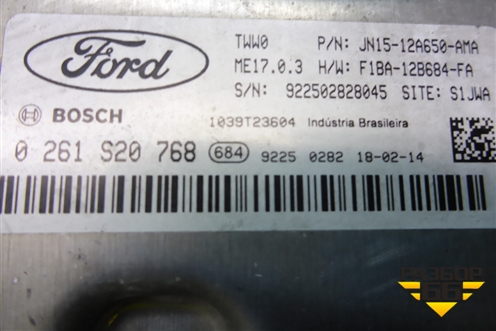 Ford
TWW0 P/N: JN15-12A650-AMA
ME17.0.3 H/W: F1BA-12B684-FA
S/N: 922502828045 SITE: S1JWA
BOSCH
1039T23604 Indústria Brasileira
0 261 S20 768 684 9225 0282 18-02-14
РАЗБОР